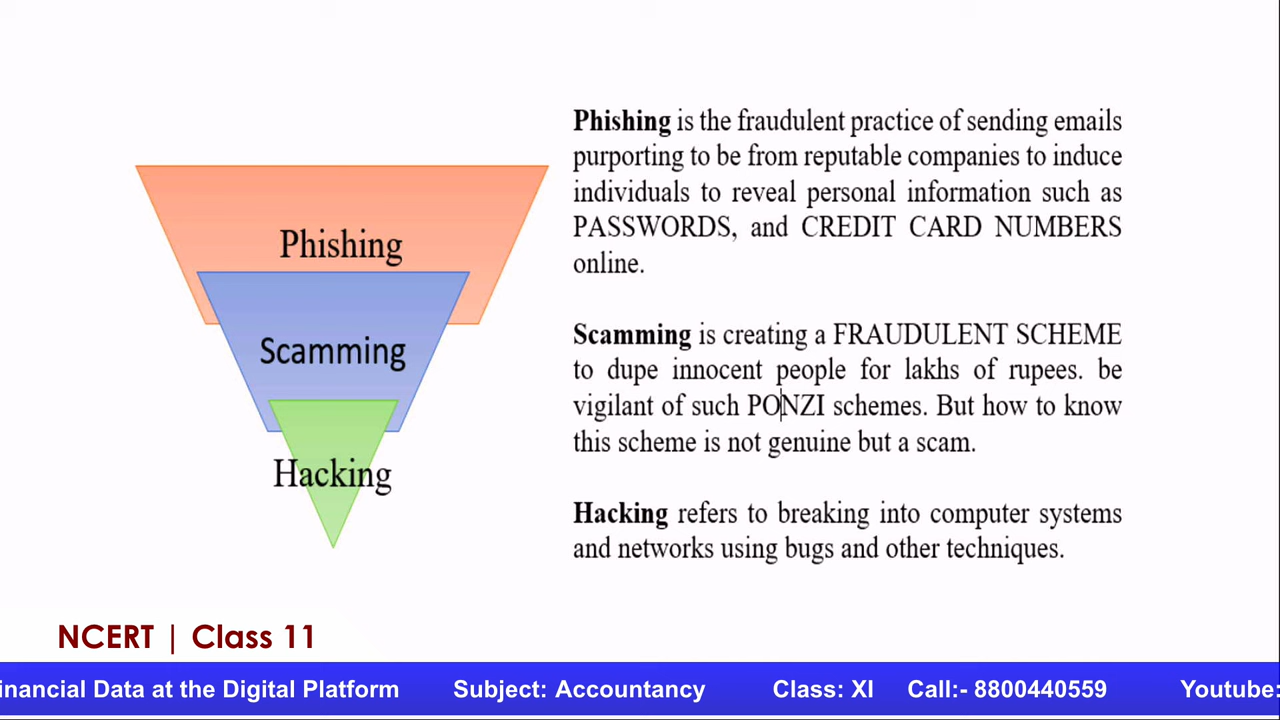 Phishing
Scamming
Hacking
Phishing is the fraudulent practice of sending emails
purporting to be from reputable companies to induce
individuals to reveal personal information such as
PASSWORDS, and CREDIT CARD NUMBERS
online.
Scamming is creating a FRAUDULENT SCHEME
to dupe innocent people for lakhs of rupees. be
vigilant of such PONZI schemes. But how to know
this scheme is not genuine but a scam.
Hacking refers to breaking into computer systems
and networks using bugs and other techniques.
NCERT | Class 11
inancial Data at the Digital Platform Subject: Accountancy Class: XI Call:- 8800440559 Youtube: